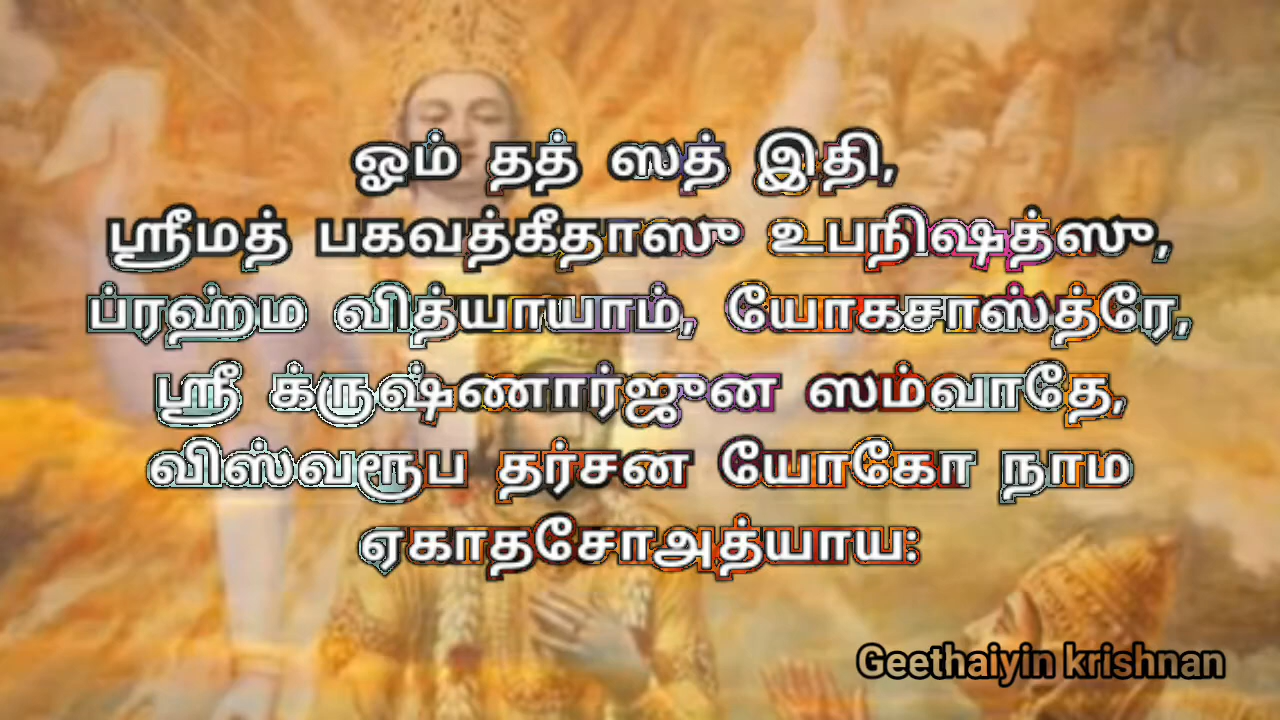 ஓம் தத் ஸத் இதி,
ஸ்ரீமத் பகவத்கீதாஸு உபநிஷத்ஸு,
ப்ரஹ்ம வித்யாயாம், யோகசாஸ்த்ரே,
ஸ்ரீ க்ருஷ்ணார்ஜுன ஸம்வாதே,
விஸ்வரூப தர்சன யோகோ நாம
ஏகாதசோஅத்யாய:
Geethaiyin krishnan